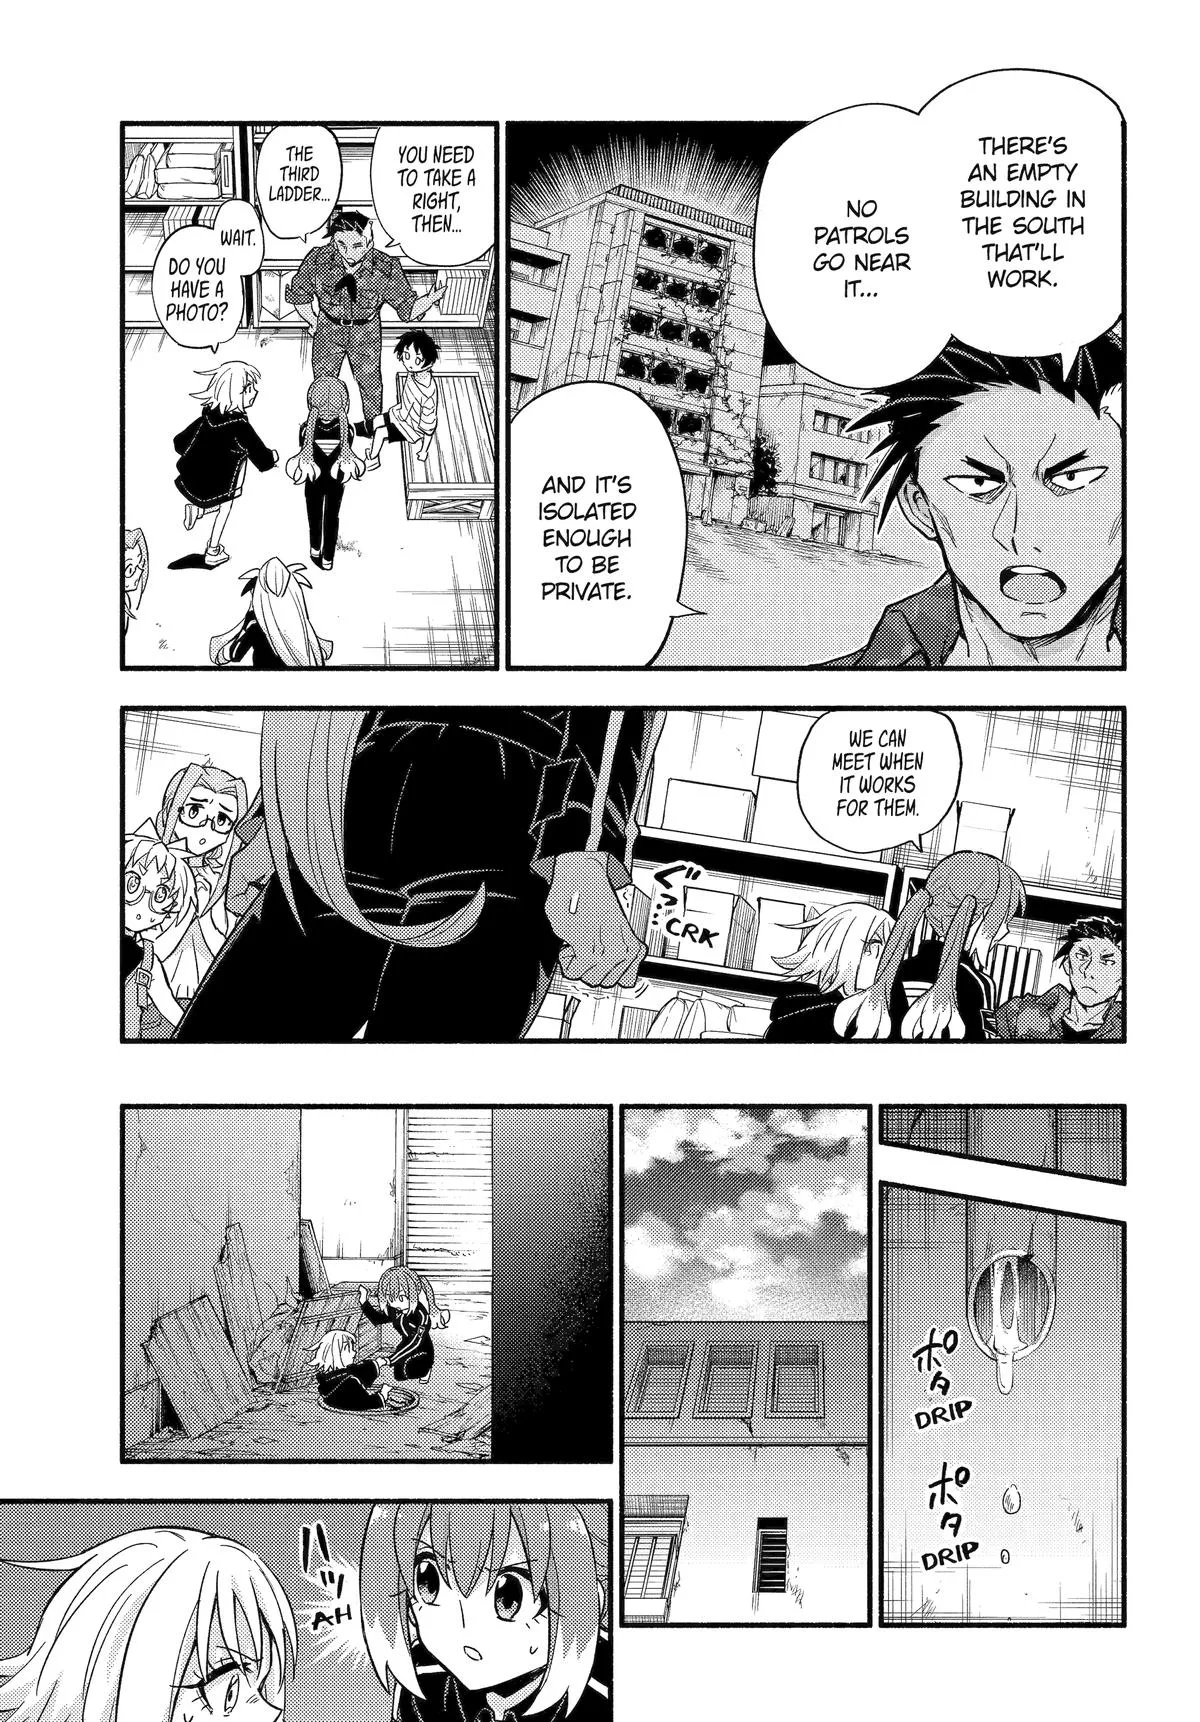 THERE'S
AN EMPTY
BUILDING IN
THE SOUTH
THAT'LL
WORK.
NO
PATROLS
GO NEAR
IT...
AND IT'S
ISOLATED
ENOUGH
TO BE
PRIVATE.
YOU NEED
TO TAKE A
RIGHT,
THEN...
THE
THIRD
LADDER...
WAIT.
DO YOU
HAVE A
PHOTO?
WE CAN
MEET WHEN
IT WORKS
FOR THEM.
ぐっ…
CRK
ポタ
DRIP
ポタ
DRIP
ハッ
AH